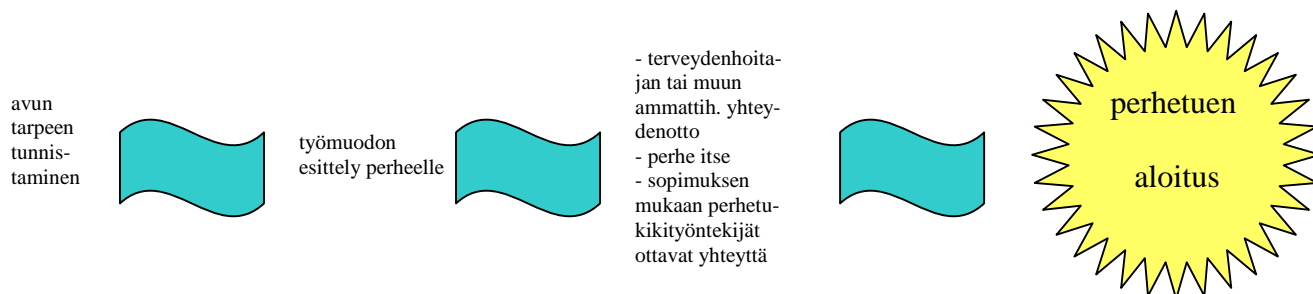 avun
tarpeen
tunnis-
taminen
työmuodon
esittely perheelle
- terveydenhoita-
jan tai muun
ammattih. yhtey-
denotto
- perhe itse
- sopimuksen
mukaan perhetu-
kikityöntekijät
ottavat yhteyttä
perhetuen
aloitus